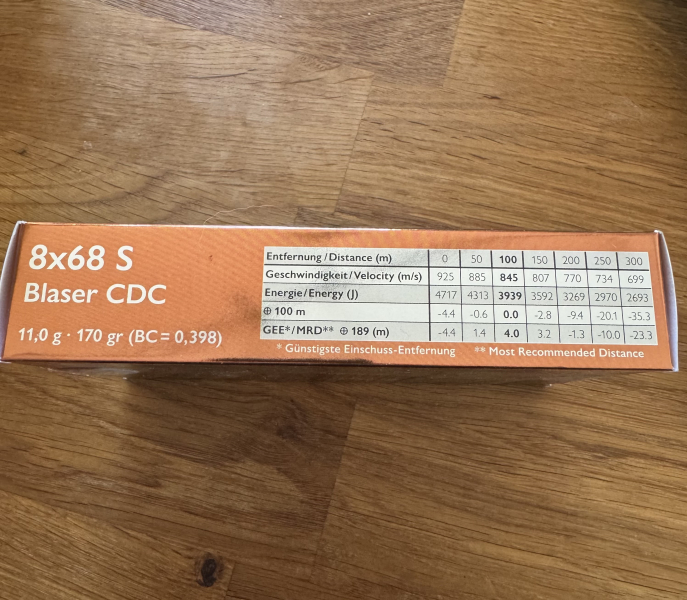 8x68 S
Blaser CDC
11,0 g · 170 gr (BC = 0,398)
Entfernung/Distance (m) 0 50 100 150 200 250 300
Geschwindigkeit/Velocity (m/s) 925 885 845 807 770 734 699
Energie/Energy (J) 4717 4313 3939 3592 3269 2970 2693
⊕ 100 m -4.4 -0.6 0.0 -2.8 -9.4 -20.1 -35.3
GEE*/MRD** ⊕ 189 (m) -4.4 1.4 4.0 3.2 -1.3 -10.0 -23.3
* Günstigste Einschuss-Entfernung ** Most Recommended Distance